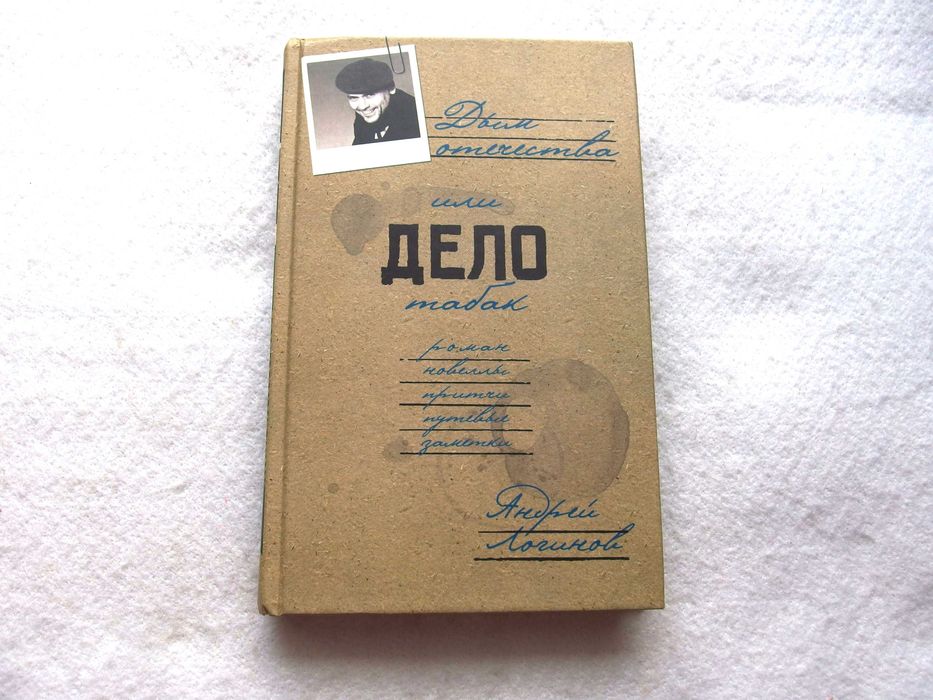 Дым
отечества
или
ДЕЛО
табак
роман
новеллы
притчи
путевые
заметки
Андрей
Логинов